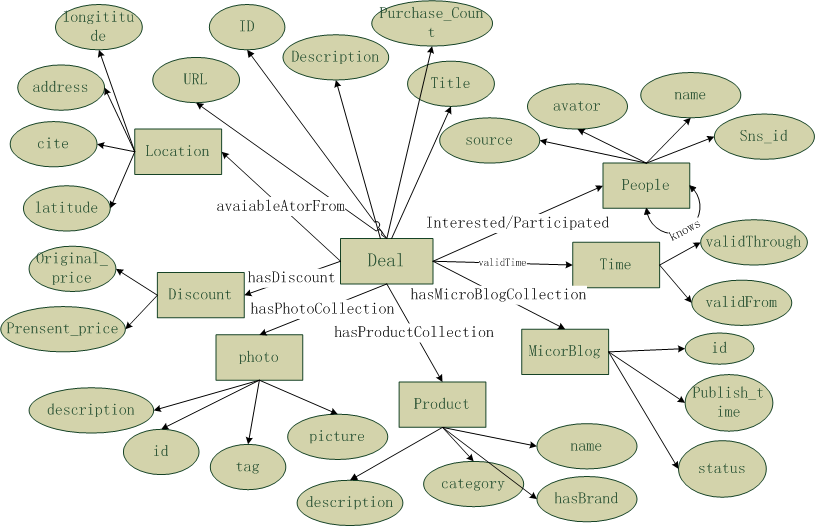 longititu
de
ID
Purchase_Cou
nt
Description
URL
Title
address
avator
name
source
Sns_id
cite
Location
People
latitude
avaiableAtorFrom
Interested/Participated
knows
Original_
price
Deal
validTime
Time
validThrough
hasDiscount
Discount
hasMicroBlogCollection
validFrom
hasPhotoCollection
Prensent_price
hasProductCollection
photo
MicorBlog
id
Publish_t
ime
description
Product
picture
name
id
tag
category
status
description
hasBrand